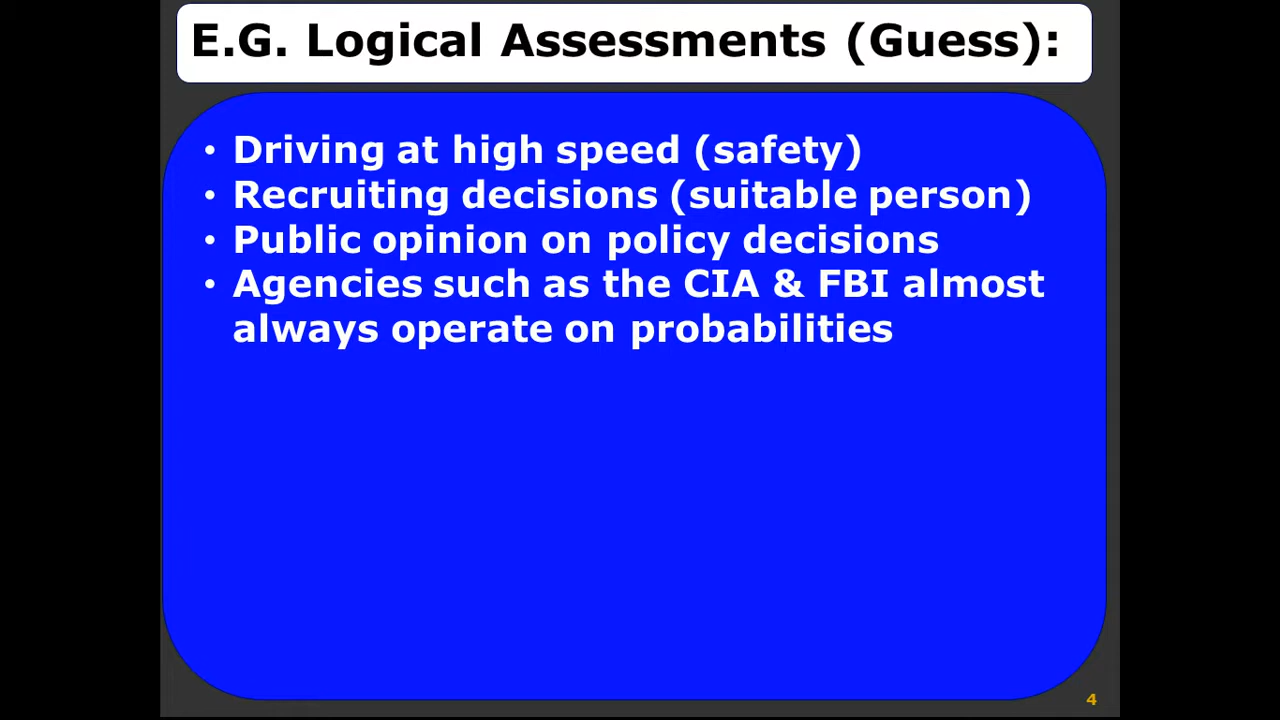 E.G. Logical Assessments (Guess):
• Driving at high speed (safety)
• Recruiting decisions (suitable person)
• Public opinion on policy decisions
• Agencies such as the CIA & FBI almost
always operate on probabilities
4